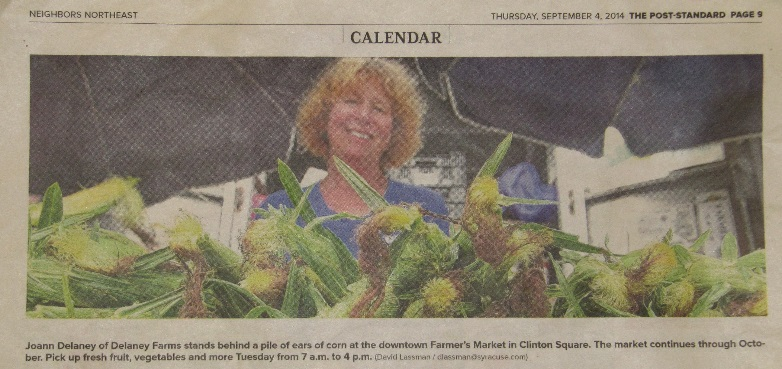 NEIGHBORS NORTHEAST
THURSDAY, SEPTEMBER 4, 2014 THE POST-STANDARD PAGE 9
CALENDAR
Joann Delaney of Delaney Farms stands behind a pile of ears of corn at the downtown Farmer's Market in Clinton Square. The market continues through Octo-
ber. Pick up fresh fruit, vegetables and more Tuesday from 7 a.m. to 4 p.m. (David Lassman / dlassman@syracuse.com)